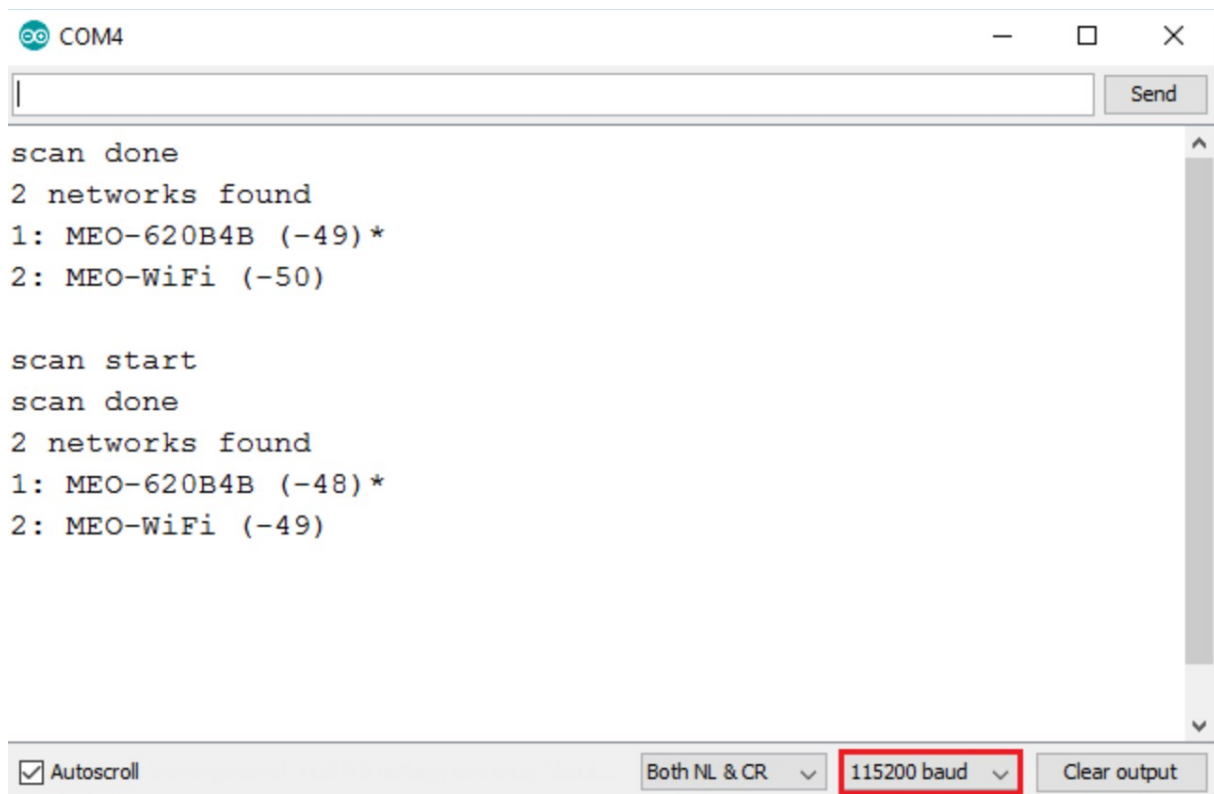 COM4
Send
scan done
2 networks found
1: MEO-620B4B (-49)*
2: MEO-WiFi (-50)
scan start
scan done
2 networks found
1: MEO-620B4B (-48)*
2: MEO-WiFi (-49)
Autoscroll Both NL & CR 115200 baud Clear output